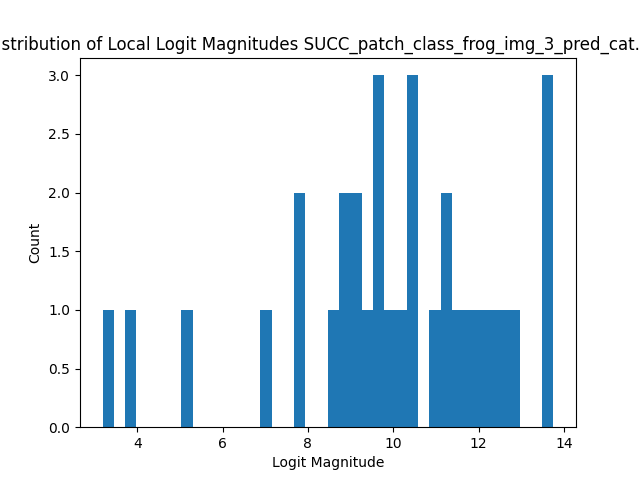 stribution of Local Logit Magnitudes SUCC_patch_class_frog_img_3_pred_cat.
3.0
2.5
2.0
1.5
1.0
0.5
0.0
Count
4 6 8 10 12 14
Logit Magnitude